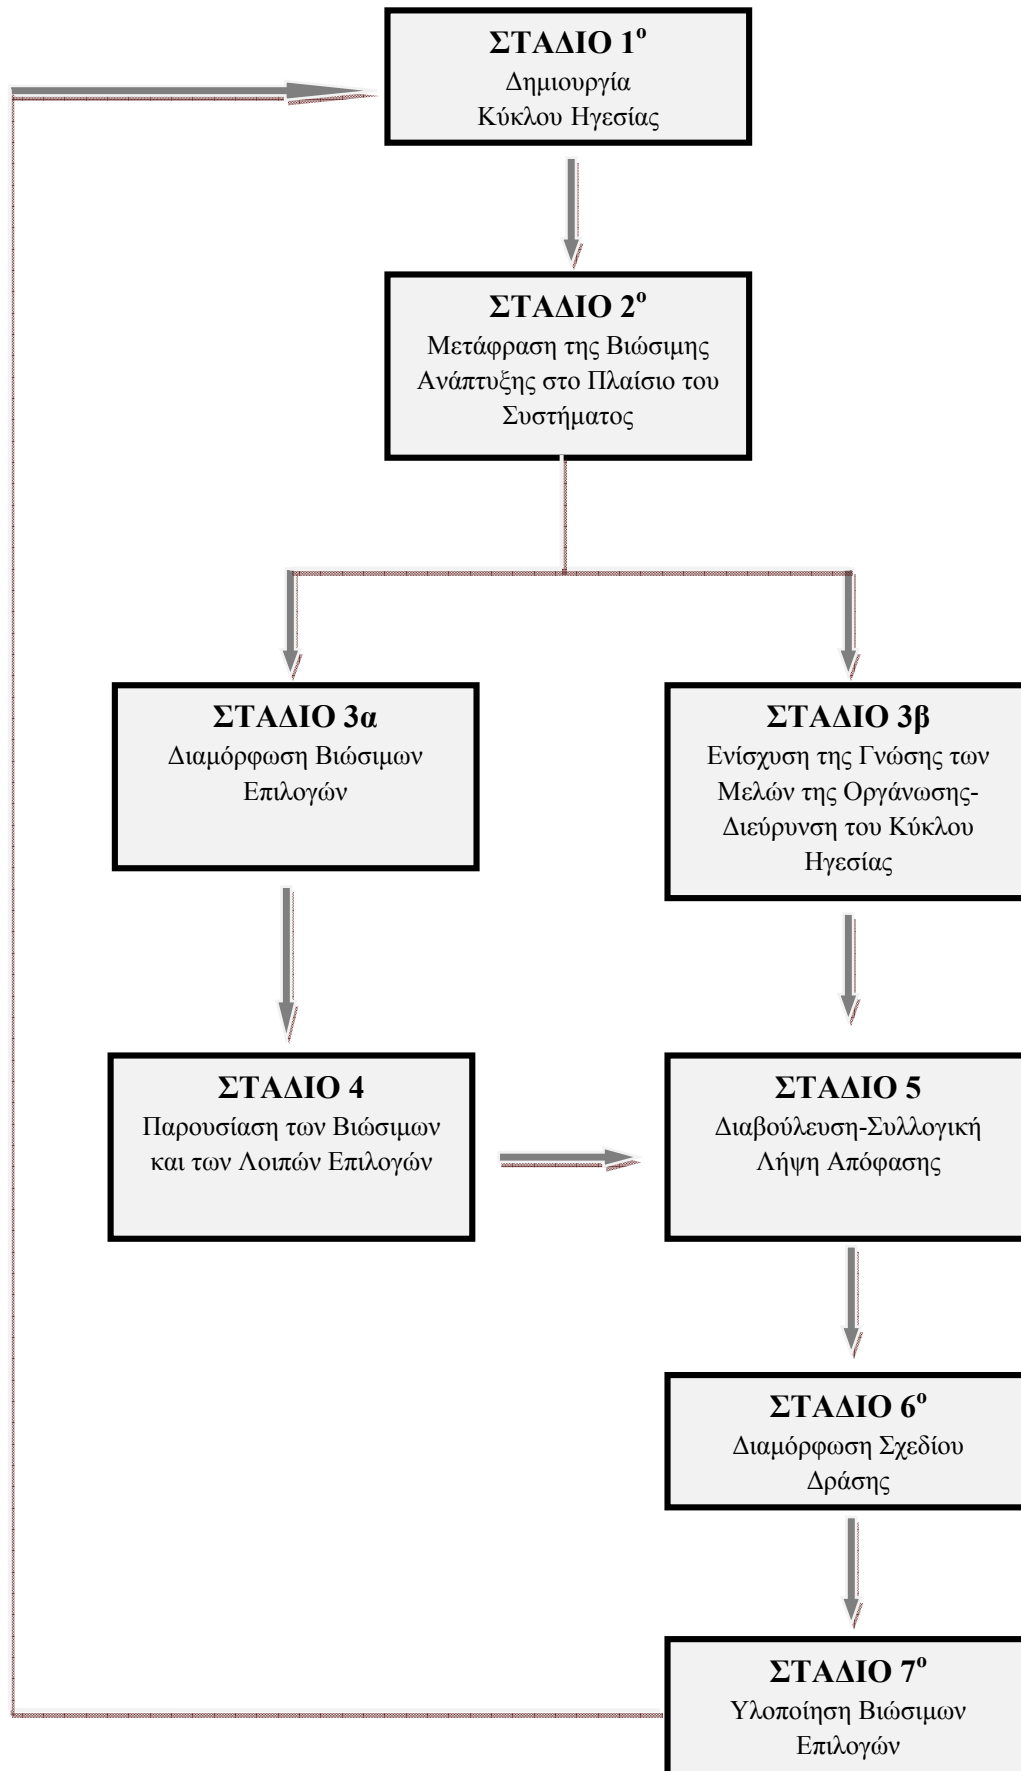 ΣΤΑΔΙΟ 1ο
Δημιουργία
Κύκλου Ηγεσίας
ΣΤΑΔΙΟ 2ο
Μετάφραση της Βιώσιμης
Ανάπτυξης στο Πλαίσιο του
Συστήματος
ΣΤΑΔΙΟ 3α
Διαμόρφωση Βιώσιμων
Επιλογών
ΣΤΑΔΙΟ 3β
Ενίσχυση της Γνώσης των
Μελών της Οργάνωσης-
Διεύρυνση του Κύκλου
Ηγεσίας
ΣΤΑΔΙΟ 4
Παρουσίαση των Βιώσιμων
και των Λοιπών Επιλογών
ΣΤΑΔΙΟ 5
Διαβούλευση-Συλλογική
Λήψη Απόφασης
ΣΤΑΔΙΟ 6ο
Διαμόρφωση Σχεδίου
Δράσης
ΣΤΑΔΙΟ 7ο
Υλοποίηση Βιώσιμων
Επιλογών